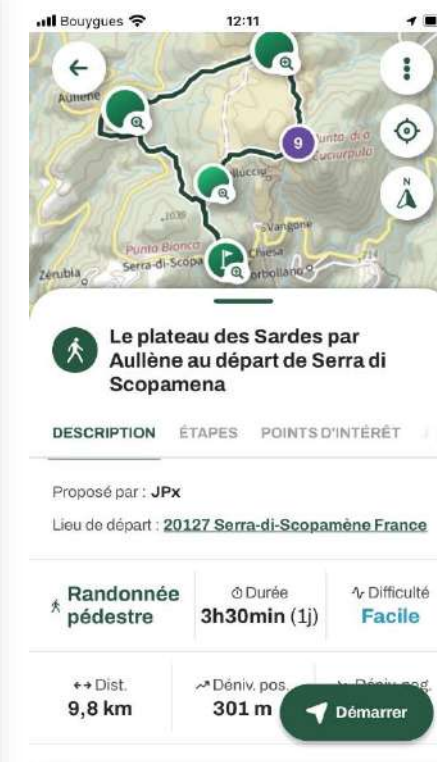 Bouygues 12:11
Aullène
9
Punta di a
Cuciurpula
.1039
Vangone
Punta Bionca
Chiesa
Serra-di-Scopa
orbollano
Zérubia
N
Le plateau des Sardes par
Aullène au départ de Serra di
Scopamena
DESCRIPTION ÉTAPES POINTS D'INTÉRÊT
Proposé par : JPx
Lieu de départ : 20127 Serra-di-Scopamène France
Randonnée
pédestre
Durée
3h30min (1j)
Difficulté
Facile
Dist.
9,8 km
Déniv. pos.
301 m
Démarrer